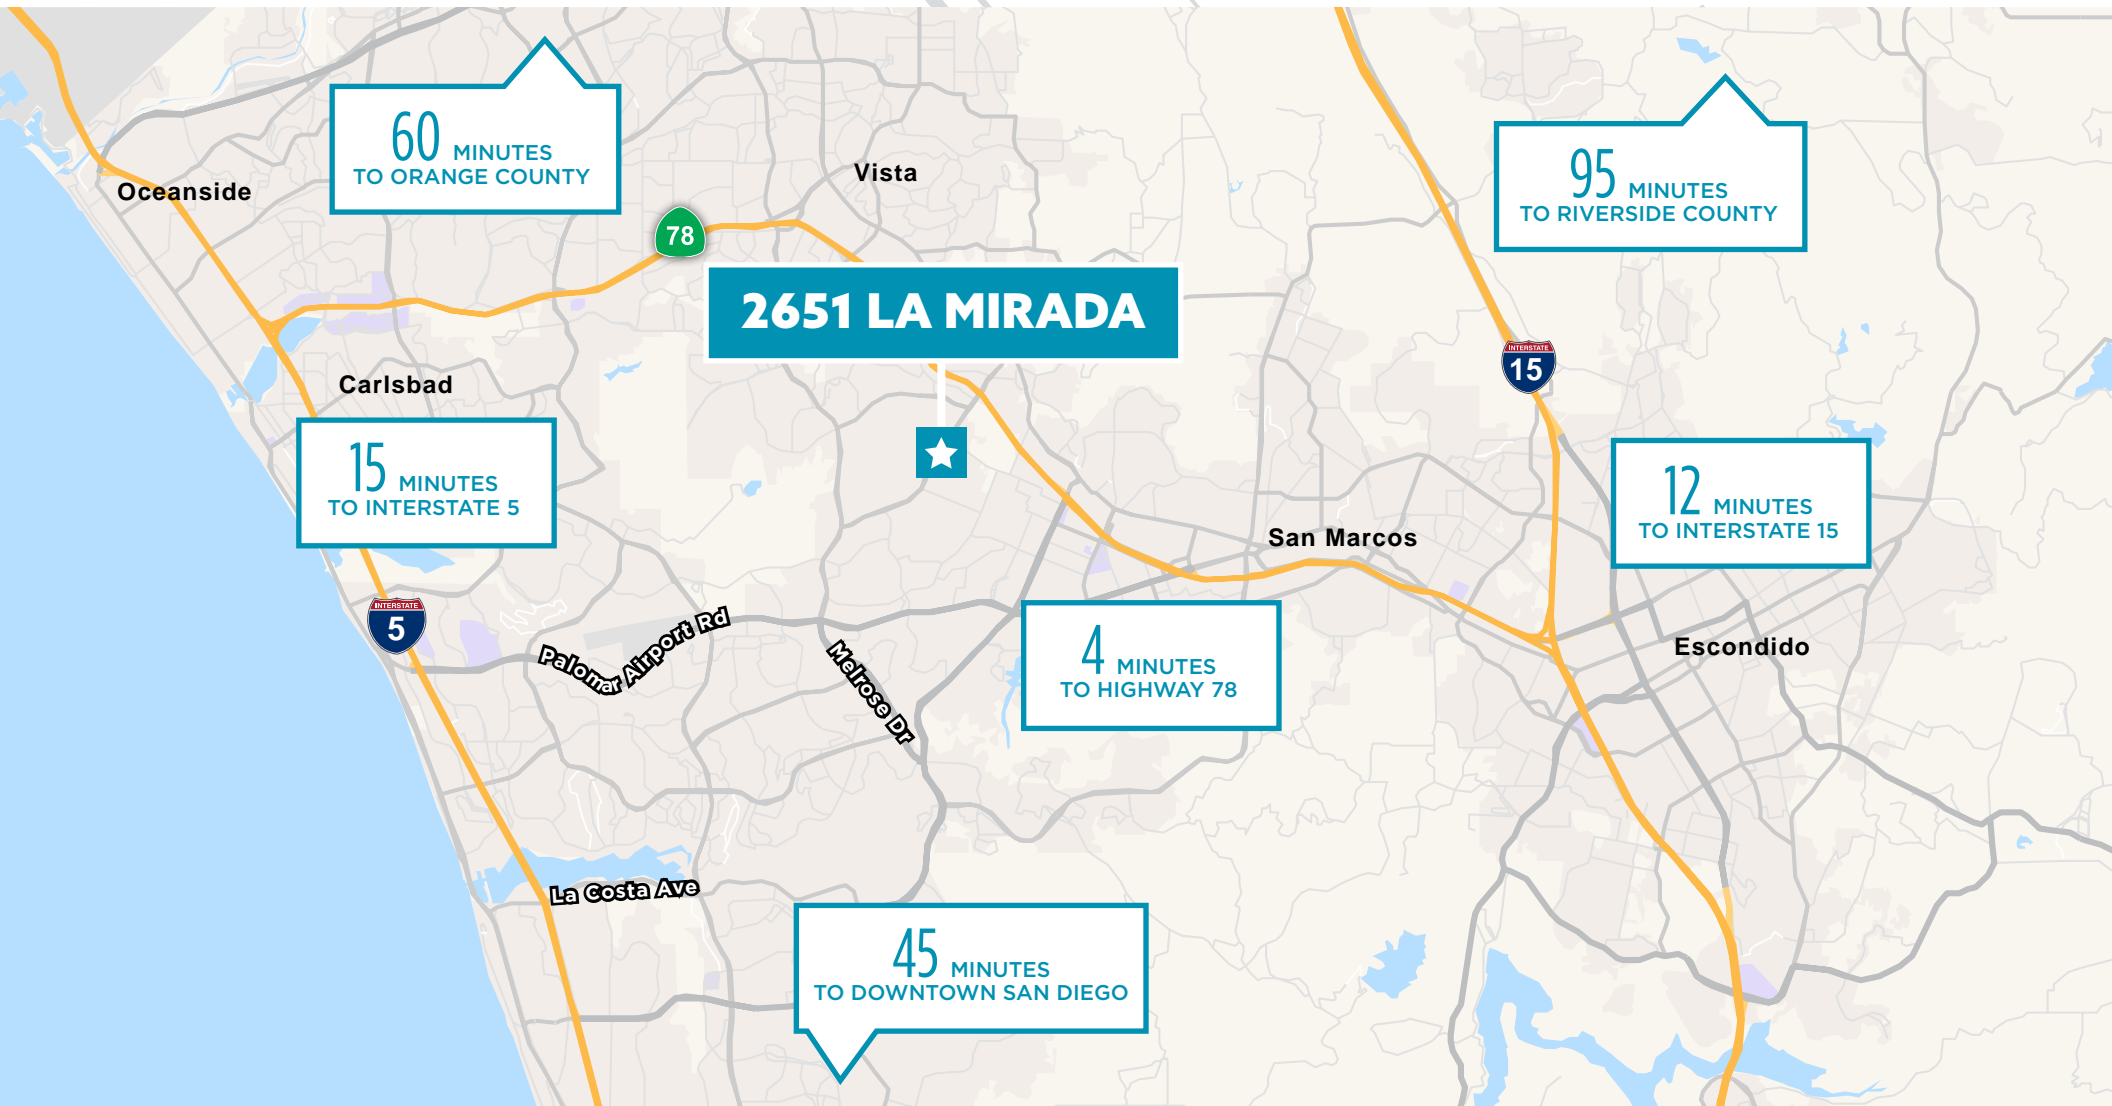 60 MINUTES
TO ORANGE COUNTY
95 MINUTES
TO RIVERSIDE COUNTY
Oceanside
Vista
78
2651 LA MIRADA
INTERSTATE
15
Carlsbad
15 MINUTES
TO INTERSTATE 5
12 MINUTES
TO INTERSTATE 15
San Marcos
INTERSTATE
5
Palomar Airport Rd
Melrose Dr
4 MINUTES
TO HIGHWAY 78
Escondido
La Costa Ave
45 MINUTES
TO DOWNTOWN SAN DIEGO